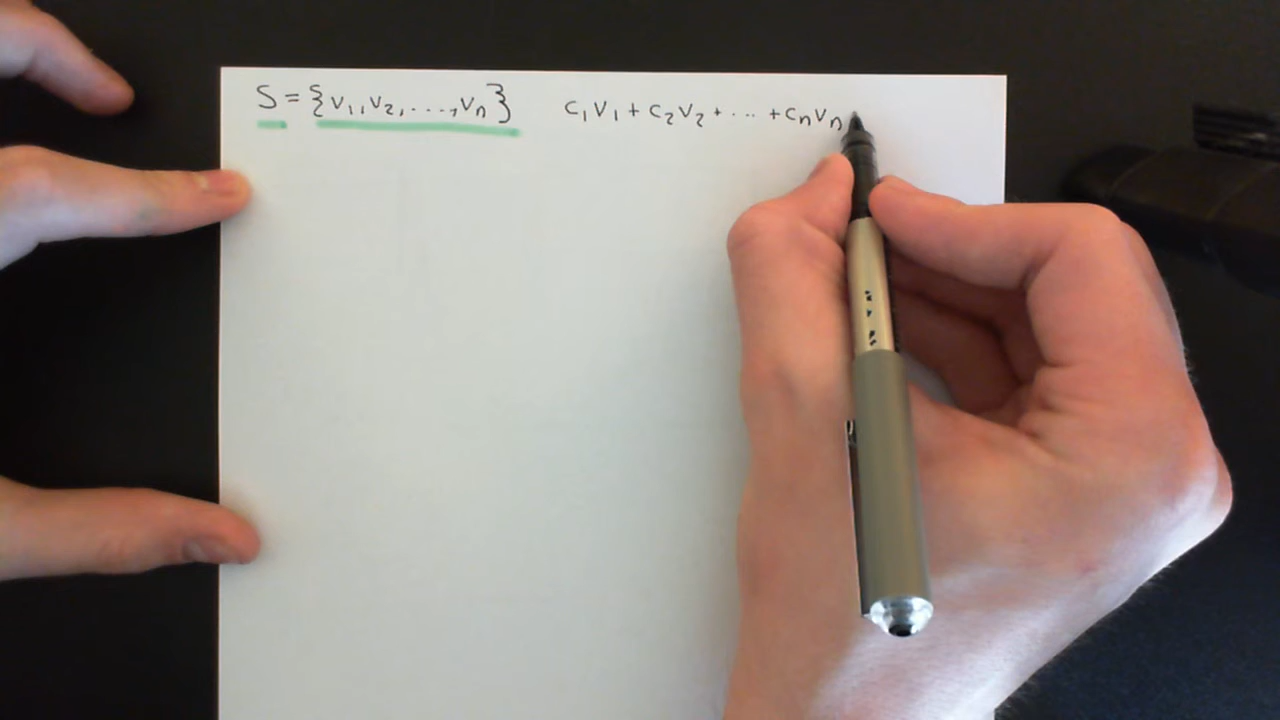 S = {v₁, v₂, ..., vₙ} c₁v₁ + c₂v₂ + ... + cₙvₙ